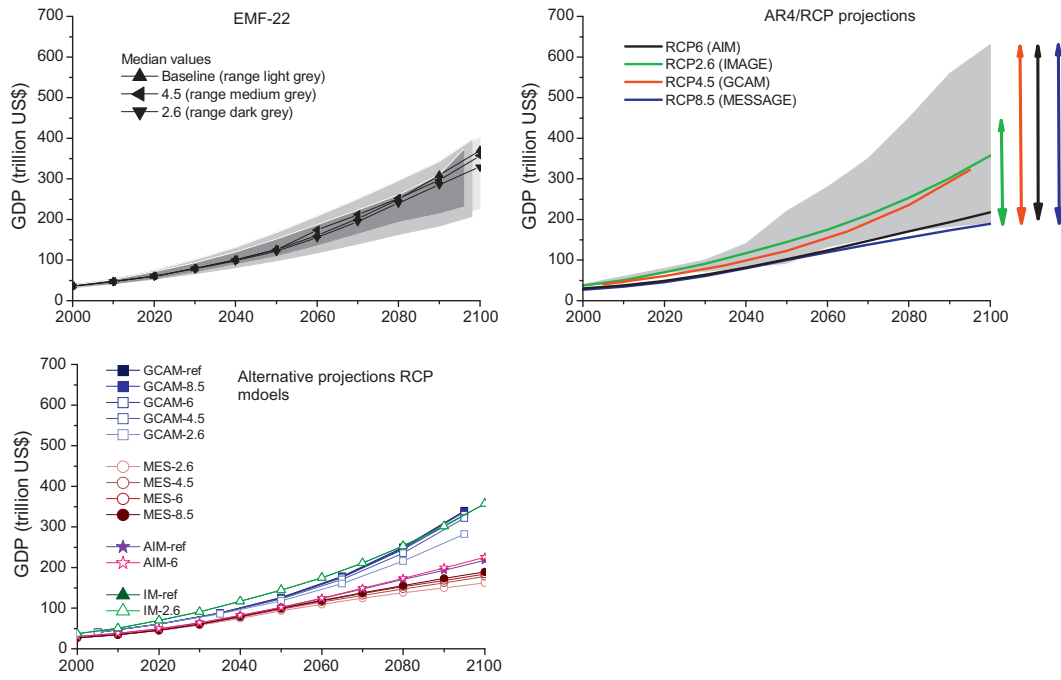 EMF-22
Median values
Baseline (range light grey)
4.5 (range medium grey)
2.6 (range dark grey)
GDP (trillion US$)
700
600
500
400
300
200
100
0
2000 2020 2040 2060 2080 2100
AR4/RCP projections
RCP6 (AIM)
RCP2.6 (IMAGE)
RCP4.5 (GCAM)
RCP8.5 (MESSAGE)
GDP (trillion US$)
700
600
500
400
300
200
100
0
2000 2020 2040 2060 2080 2100
Alternative projections RCP
mdoels
GCAM-ref
GCAM-8.5
GCAM-6
GCAM-4.5
GCAM-2.6
MES-2.6
MES-4.5
MES-6
MES-8.5
AIM-ref
AIM-6
IM-ref
IM-2.6
GDP (trillion US$)
700
600
500
400
300
200
100
0
2000 2020 2040 2060 2080 2100